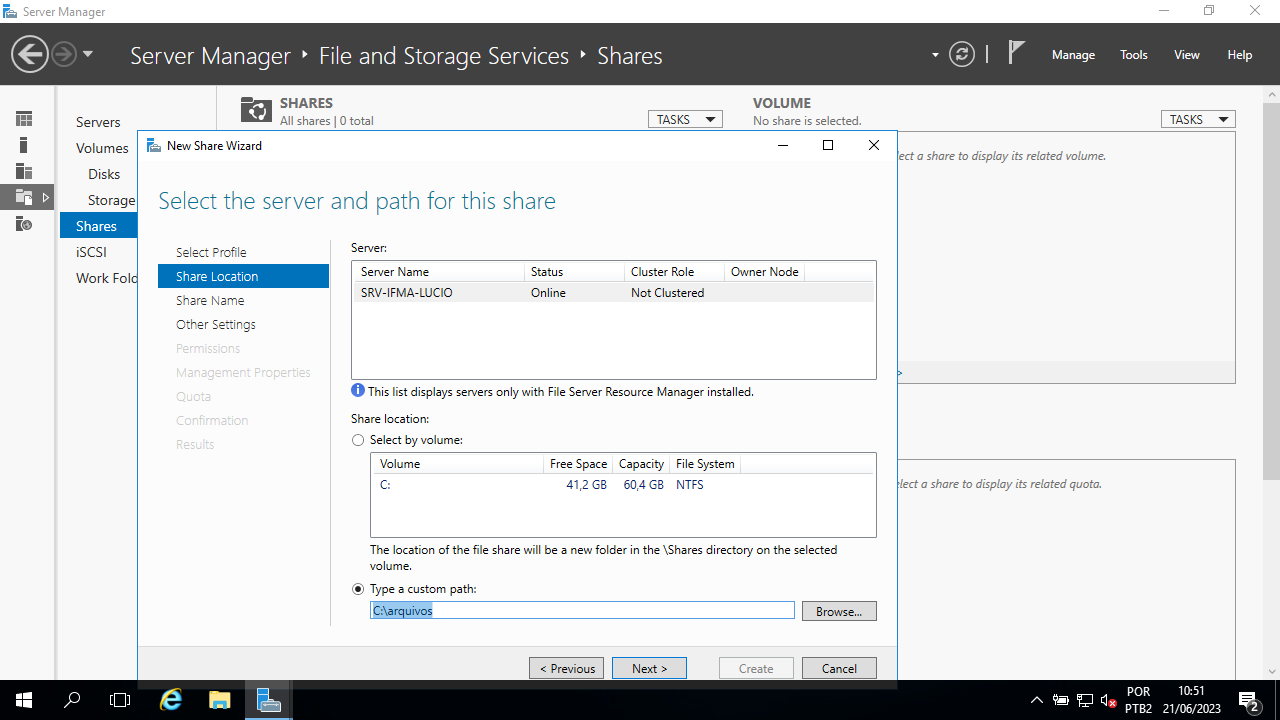 Server Manager
Server Manager ‣ File and Storage Services ‣ Shares
Manage Tools View Help
Servers
Volumes
Disks
Storage
Shares
iSCSI
Work Fold
SHARES
All shares | 0 total
TASKS
VOLUME
No share is selected.
TASKS
ect a share to display its related volume.
>
elect a share to display its related quota.
New Share Wizard
Select the server and path for this share
Select Profile
Share Location
Share Name
Other Settings
Permissions
Management Properties
Quota
Confirmation
Results
Server:
Server Name Status Cluster Role Owner Node
SRV-IFMA-LUCIO Online Not Clustered
This list displays servers only with File Server Resource Manager installed.
Share location:
Select by volume:
Volume Free Space Capacity File System
C: 41,2 GB 60,4 GB NTFS
The location of the file share will be a new folder in the \Shares directory on the selected
volume.
Type a custom path:
C:\arquivos
Browse...
< Previous Next > Create Cancel
POR 10:51
PTB2 21/06/2023
2